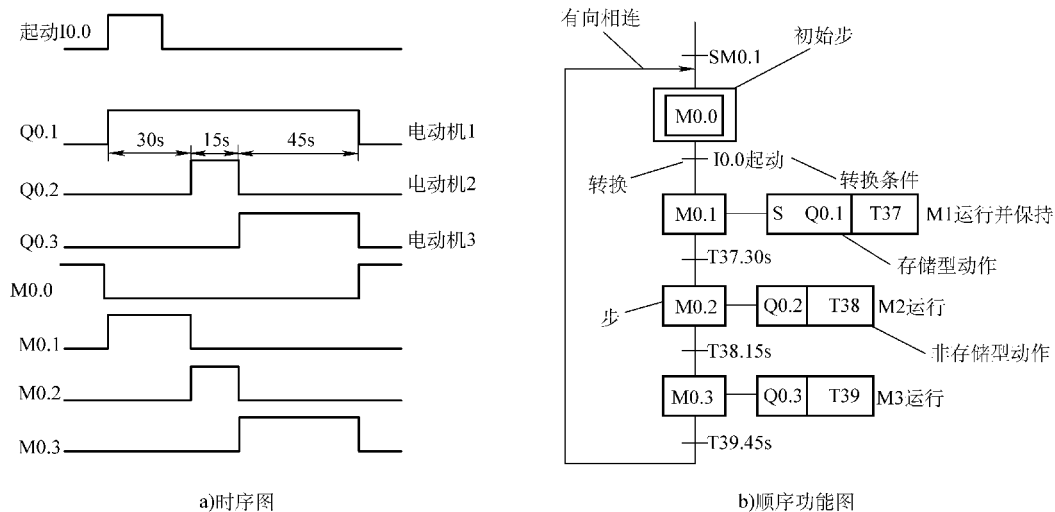 起动I0.0
Q0.1
30s
15s
45s
电动机1
Q0.2
电动机2
Q0.3
电动机3
M0.0
M0.1
M0.2
M0.3
a)时序图
有向相连
SM0.1
初始步
M0.0
转换
I0.0起动
转换条件
M0.1
S Q0.1
T37
M1运行并保持
T37.30s
存储型动作
步
M0.2
Q0.2
T38
M2运行
T38.15s
非存储型动作
M0.3
Q0.3
T39
M3运行
T39.45s
b)顺序功能图